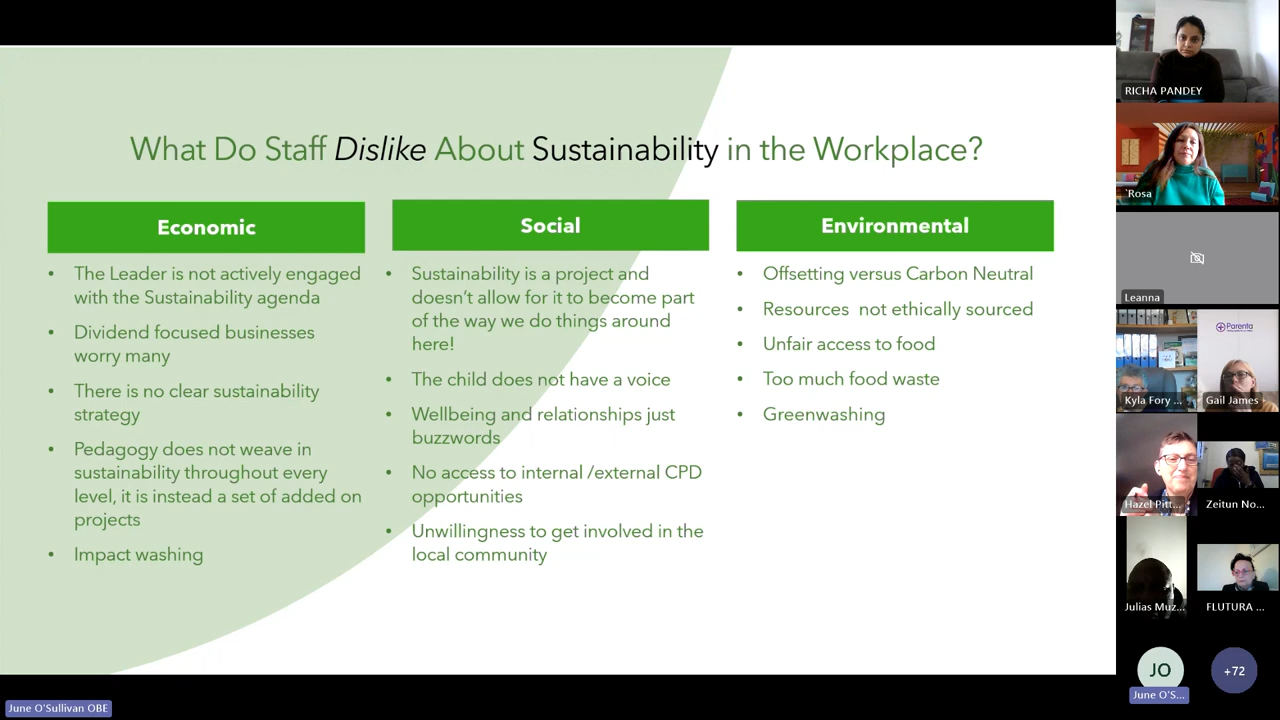 What Do Staff Dislike About Sustainability in the Workplace?
Economic
• The Leader is not actively engaged
with the Sustainability agenda
• Dividend focused businesses
worry many
• There is no clear sustainability
strategy
• Pedagogy does not weave in
sustainability throughout every
level, it is instead a set of added on
projects
• Impact washing
Social
• Sustainability is a project and
doesn't allow for it to become part
of the way we do things around
here!
• The child does not have a voice
• Wellbeing and relationships just
buzzwords
• No access to internal /external CPD
opportunities
• Unwillingness to get involved in the
local community
Environmental
• Offsetting versus Carbon Neutral
• Resources  not ethically sourced
• Unfair access to food
• Too much food waste
• Greenwashing
RICHA PANDEY
`Rosa
Leanna
Parenta
Kyla Fory ...
Gail James
Hazel Pitt...
Zeitun No...
Julias Muz...
FLUTURA ...
JO
June O'S...
+72
June O'Sullivan OBE